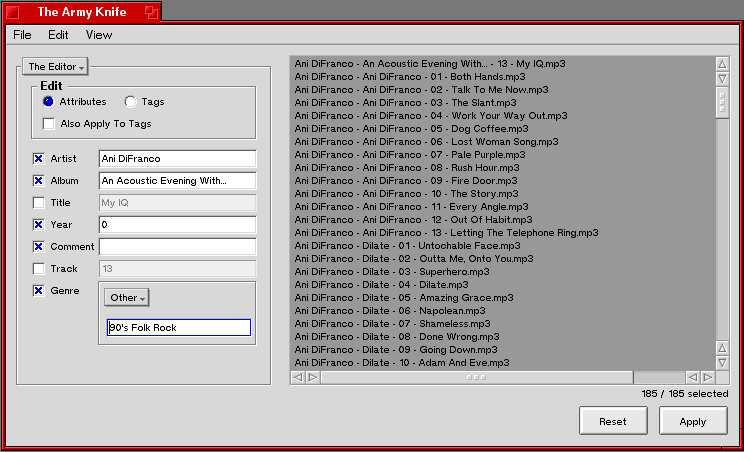 The Army Knife
File Edit View
The Editor
Edit
Attributes Tags
Also Apply To Tags
Artist Ani DiFranco
Album An Acoustic Evening With...
Title My IQ
Year 0
Comment
Track 13
Genre
Other
90's Folk Rock
Ani DiFranco - An Acoustic Evening With... - 13 - My IQ.mp3
Ani DiFranco - Ani DiFranco - 01 - Both Hands.mp3
Ani DiFranco - Ani DiFranco - 02 - Talk To Me Now.mp3
Ani DiFranco - Ani DiFranco - 03 - The Slant.mp3
Ani DiFranco - Ani DiFranco - 04 - Work Your Way Out.mp3
Ani DiFranco - Ani DiFranco - 05 - Dog Coffee.mp3
Ani DiFranco - Ani DiFranco - 06 - Lost Woman Song.mp3
Ani DiFranco - Ani DiFranco - 07 - Pale Purple.mp3
Ani DiFranco - Ani DiFranco - 08 - Rush Hour.mp3
Ani DiFranco - Ani DiFranco - 09 - Fire Door.mp3
Ani DiFranco - Ani DiFranco - 10 - The Story.mp3
Ani DiFranco - Ani DiFranco - 11 - Every Angle.mp3
Ani DiFranco - Ani DiFranco - 12 - Out Of Habit.mp3
Ani DiFranco - Ani DiFranco - 13 - Letting The Telephone Ring.mp3
Ani DiFranco - Dilate - 01 - Untochable Face.mp3
Ani DiFranco - Dilate - 02 - Outta Me, Onto You.mp3
Ani DiFranco - Dilate - 03 - Superhero.mp3
Ani DiFranco - Dilate - 04 - Dilate.mp3
Ani DiFranco - Dilate - 05 - Amazing Grace.mp3
Ani DiFranco - Dilate - 06 - Napolean.mp3
Ani DiFranco - Dilate - 07 - Shameless.mp3
Ani DiFranco - Dilate - 08 - Done Wrong.mp3
Ani DiFranco - Dilate - 09 - Going Down.mp3
Ani DiFranco - Dilate - 10 - Adam And Eve.mp3
185 / 185 selected
Reset Apply